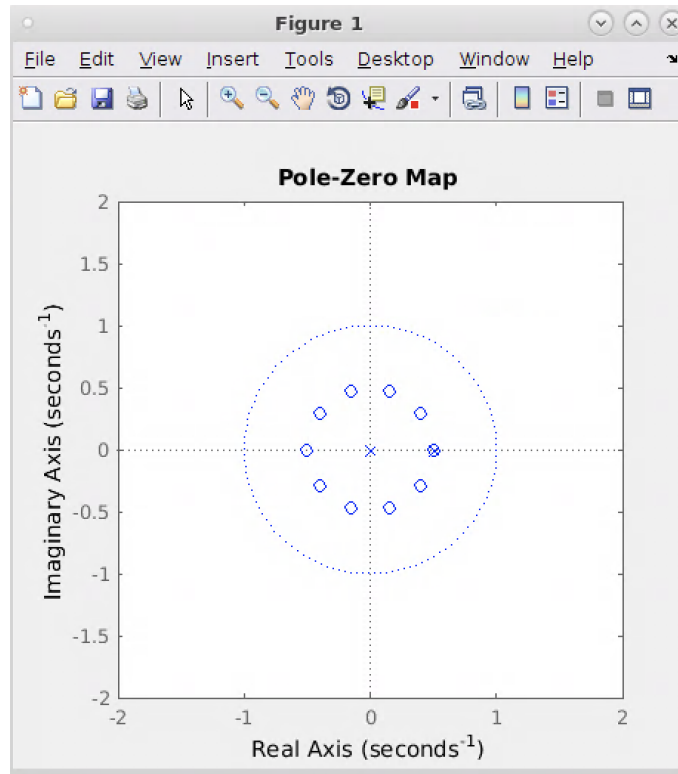 Figure 1
File Edit View Insert Tools Desktop Window Help
Pole-Zero Map
2
1.5
1
0.5
0
-0.5
-1
-1.5
-2
Imaginary Axis (seconds⁻¹)
-2 -1 0 1 2
Real Axis (seconds⁻¹)